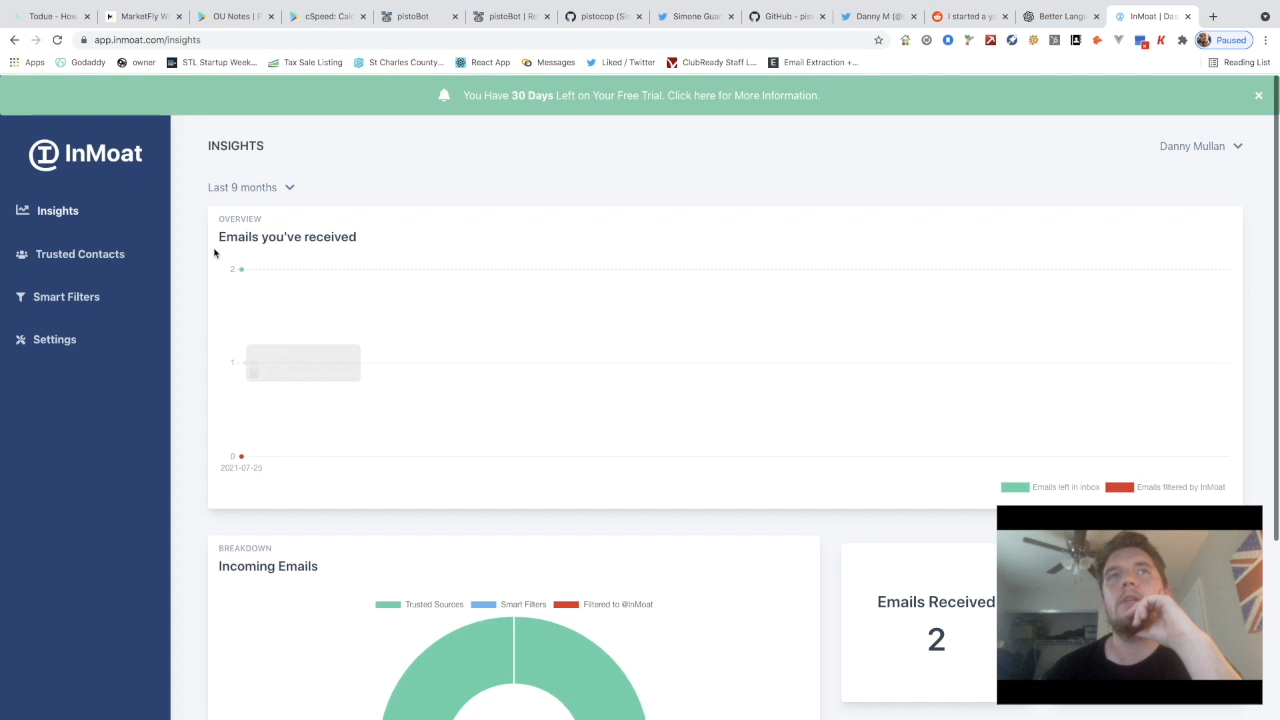 Todue - How
MarketFly W
OU Notes | F
cSpeed: Calc
pistoBot
pistoBot | Re
pistocop (Si
Simone Guar
GitHub - pis
Danny M (@
I started a yo
Better Langu
InMoat | Das
app.inmoat.com/insights
Paused
Apps
Godaddy
owner
STL Startup Week...
Tax Sale Listing
St Charles County...
React App
Messages
Liked / Twitter
ClubReady Staff L...
Email Extraction +...
Reading List
You Have 30 Days Left on Your Free Trial. Click here for More Information.
InMoat
INSIGHTS
Danny Mullan
Last 9 months
Insights
Trusted Contacts
Smart Filters
Settings
OVERVIEW
Emails you've received
2
1
0
2021-07-25
Emails left in inbox
Emails filtered by InMoat
BREAKDOWN
Incoming Emails
Trusted Sources
Smart Filters
Filtered to @InMoat
Emails Received
2